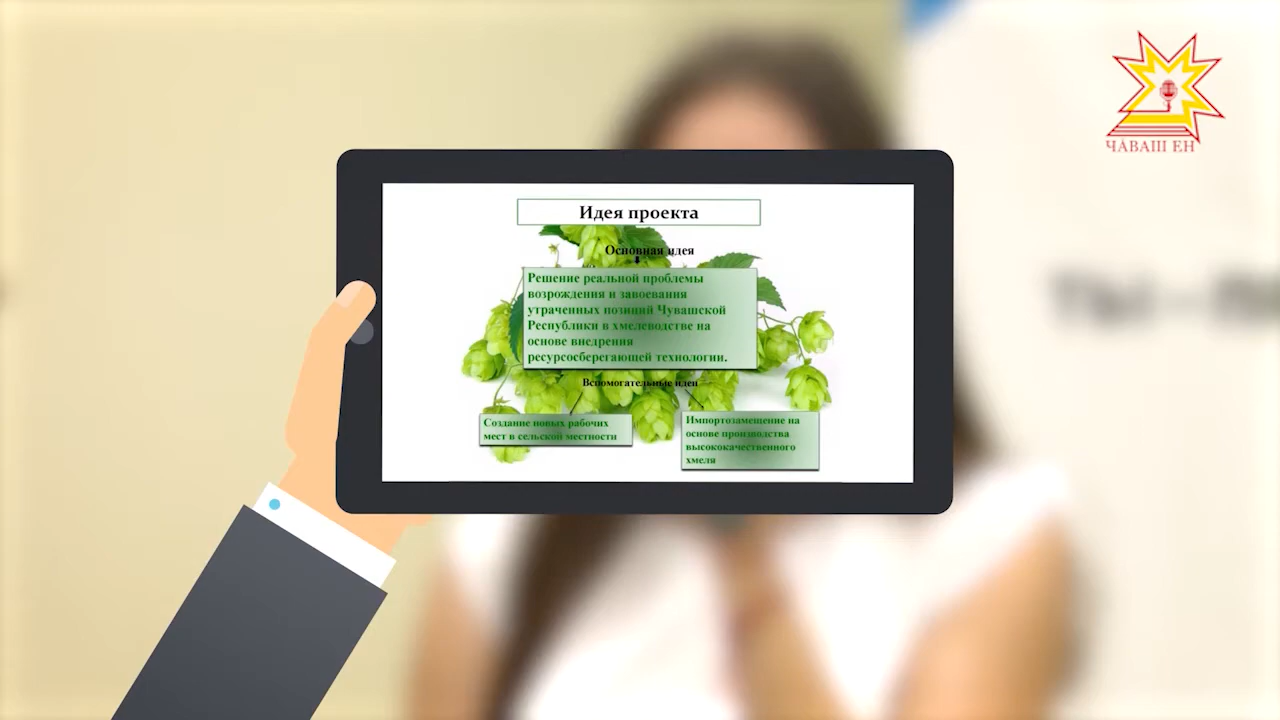 ЧӐВАШ ЕН
Идея проекта
Основная идея
Решение реальной проблемы
возрождения и завоевания
утраченных позиций Чувашской
Республики в хмелеводстве на
основе внедрения
ресурсосберегающей технологии.
Вспомогательные идеи
Создание новых рабочих
мест в сельской местности
Импортозамещение на
основе производства
высококачественного
хмеля